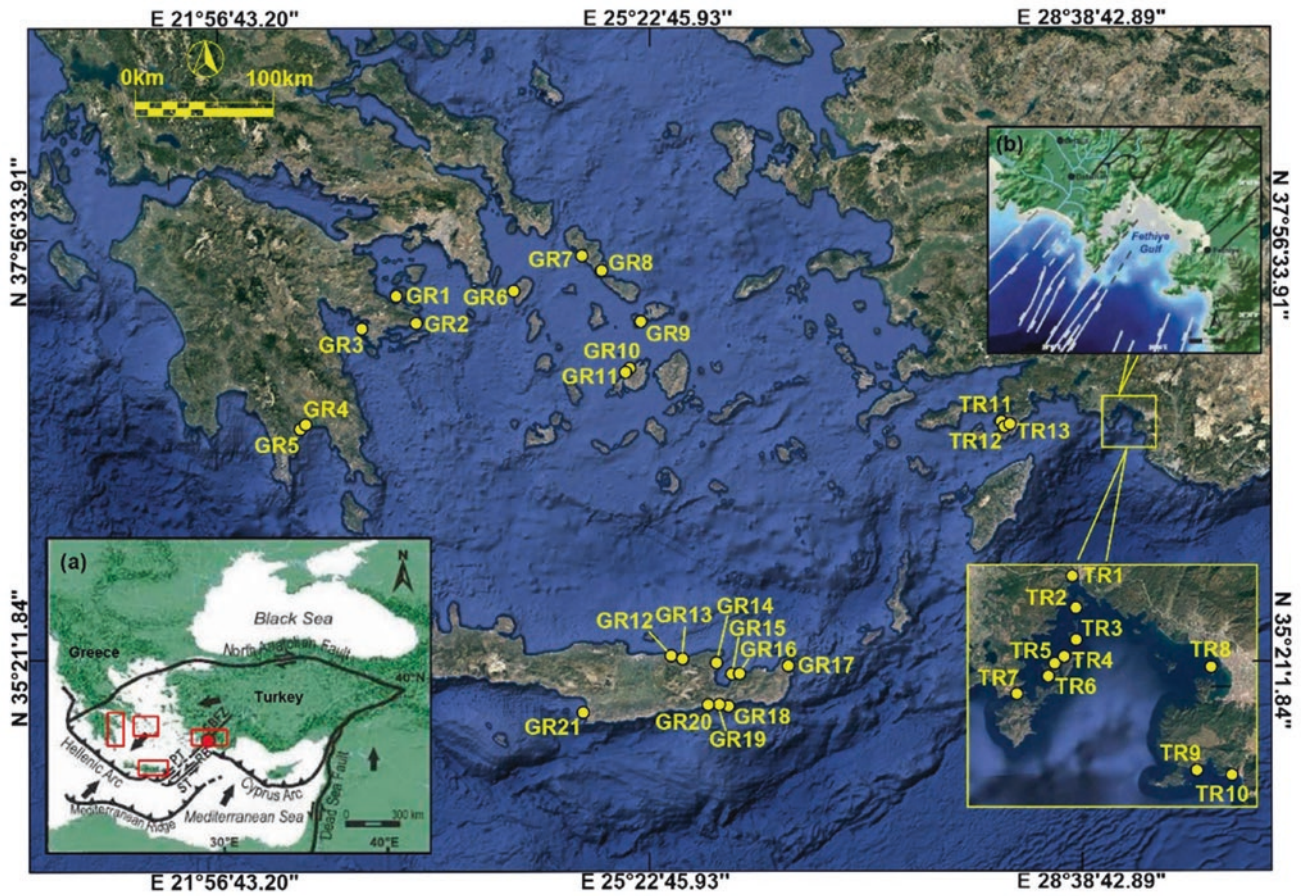 E 21°56'43.20" E 25°22'45.93" E 28°38'42.89"
0km 100km
N 37°56'33.91"
N 37°56'33.91"
(b)
Fethiye
Gulf
GR7
GR8
GR1
GR6
GR2
GR3
GR9
GR10
GR11
GR4
GR5
TR11
TR12
TR13
(a)
N
Black Sea
Greece
North Anatolian Fault
40°N
Turkey
BFZ
Hellenic Arc
PT
ST
RB
Cyprus Arc
Mediterranean Ridge
Mediterranean Sea
Dead Sea Fault
0 300 km
30°E 40°E
GR12
GR13
GR14
GR15
GR16
GR17
GR18
GR19
GR20
GR21
TR1
TR2
TR3
TR4
TR5
TR6
TR7
TR8
TR9
TR10
N 35°21'1.84"
N 35°21'1.84"
E 21°56'43.20" E 25°22'45.93" E 28°38'42.89"